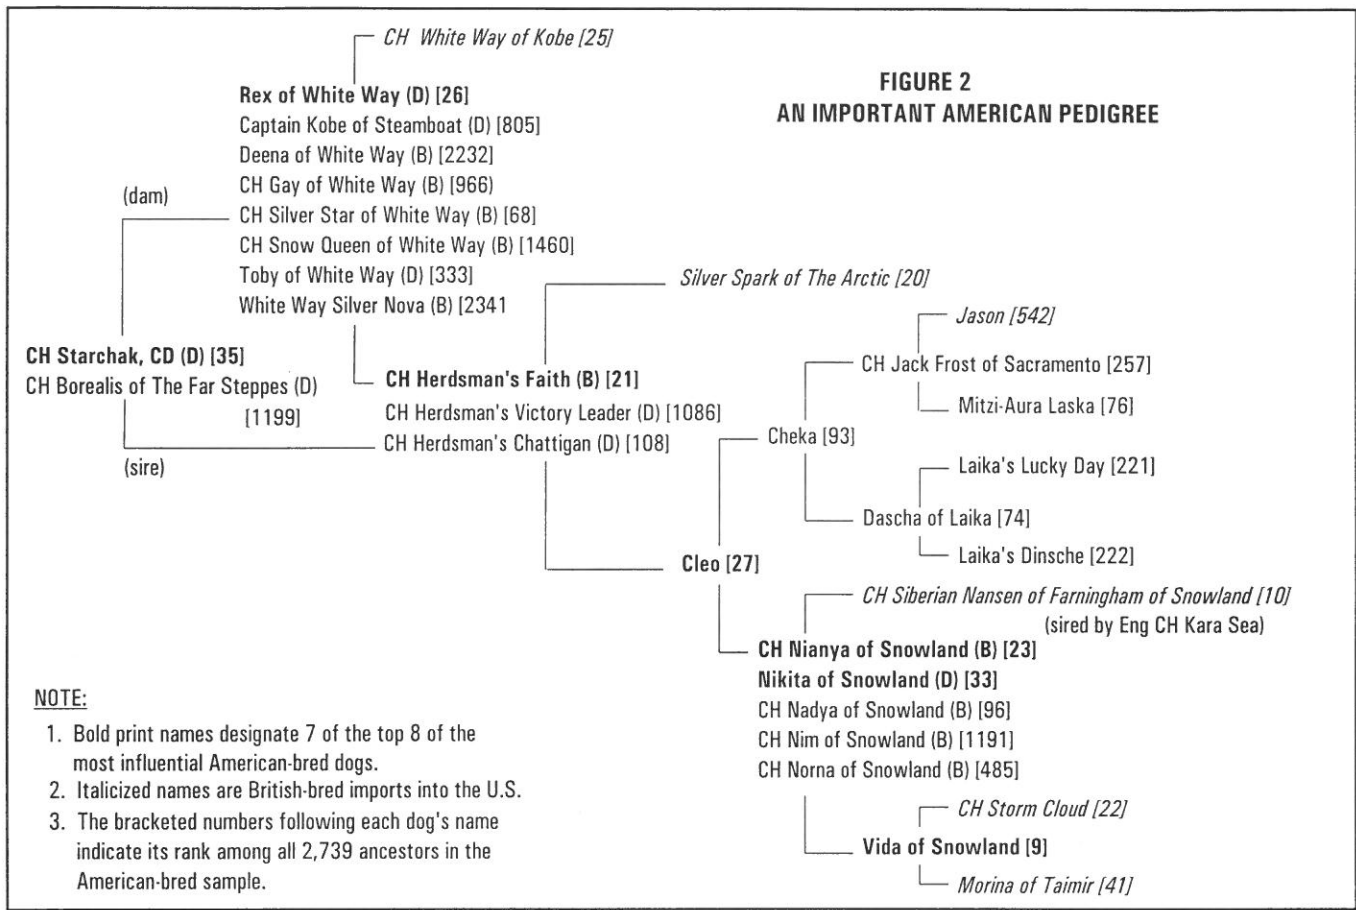 CH White Way of Kobe [25]
FIGURE 2
AN IMPORTANT AMERICAN PEDIGREE
Rex of White Way (D) [26]
Captain Kobe of Steamboat (D) [805]
Deena of White Way (B) [2232]
CH Gay of White Way (B) [966)
(dam)
CH Silver Star of White Way (B) [68]
CH Snow Queen of White Way (B) [1460]
Toby of White Way (D) [333]
White Way Silver Nova (B) [2341
Silver Spark of The Arctic [20]
Jason [542]
CH Starchak, CD (D) [35]
CH Borealis of The Far Steppes (D)
[1199]
(sire)
CH Herdsman's Faith (B) [21]
CH Herdsman's Victory Leader (D) [1086]
CH Herdsman's Chattigan (D) [108]
CH Jack Frost of Sacramento [257]
Mitzi-Aura Laska [76]
Cheka [93]
Laika's Lucky Day [221]
Dascha of Laika [74]
Laika's Dinsche [222]
Cleo [27]
CH Siberian Nansen of Farningham of Snowland [10]
(sired by Eng CH Kara Sea)
CH Nianya of Snowland (B) [23]
Nikita of Snowland (D) [33]
CH Nadya of Snowland (B) [96]
CH Nim of Snowland (B) [1191]
CH Norna of Snowland (B) [485]
CH Storm Cloud [22]
Vida of Snowland [9]
Morina of Taimir [41]
NOTE:
1. Bold print names designate 7 of the top 8 of the
most influential American-bred dogs.
2. Italicized names are British-bred imports into the U.S.
3. The bracketed numbers following each dog's name
indicate its rank among all 2,739 ancestors in the
American-bred sample.